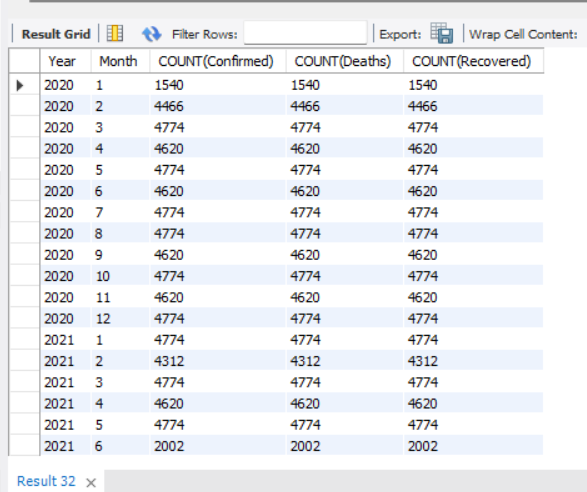 Result Grid Filter Rows: Export: Wrap Cell Content:
Year Month COUNT(Confirmed) COUNT(Deaths) COUNT(Recovered)
2020 1 1540 1540 1540
2020 2 4466 4466 4466
2020 3 4774 4774 4774
2020 4 4620 4620 4620
2020 5 4774 4774 4774
2020 6 4620 4620 4620
2020 7 4774 4774 4774
2020 8 4774 4774 4774
2020 9 4620 4620 4620
2020 10 4774 4774 4774
2020 11 4620 4620 4620
2020 12 4774 4774 4774
2021 1 4774 4774 4774
2021 2 4312 4312 4312
2021 3 4774 4774 4774
2021 4 4620 4620 4620
2021 5 4774 4774 4774
2021 6 2002 2002 2002
Result 32 ×